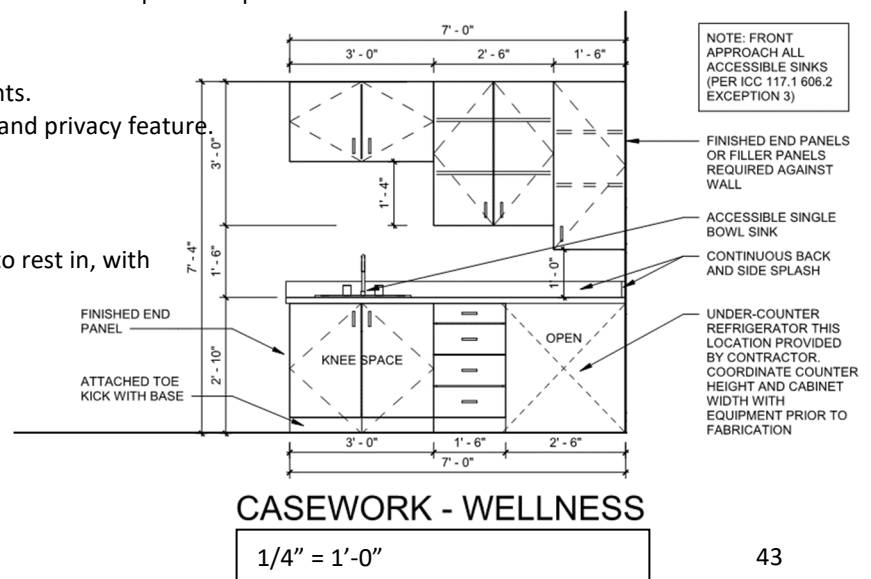 nts.
and privacy feature.
to rest in, with
7' - 0"
3' - 0"
2' - 6"
1' - 6"
NOTE: FRONT
APPROACH ALL
ACCESSIBLE SINKS
(PER ICC 117.1 606.2
EXCEPTION 3)
3' - 0"
1' - 4"
FINISHED END PANELS
OR FILLER PANELS
REQUIRED AGAINST
WALL
7' - 4"
1' - 6"
1' - 0"
ACCESSIBLE SINGLE
BOWL SINK
CONTINUOUS BACK
AND SIDE SPLASH
FINISHED END
PANEL
2' - 10"
KNEE SPACE
OPEN
UNDER-COUNTER
REFRIGERATOR THIS
LOCATION PROVIDED
BY CONTRACTOR.
COORDINATE COUNTER
HEIGHT AND CABINET
WIDTH WITH
EQUIPMENT PRIOR TO
FABRICATION
ATTACHED TOE
KICK WITH BASE
3' - 0"
1' - 6"
2' - 6"
7' - 0"
CASEWORK - WELLNESS
1/4” = 1’-0”
43